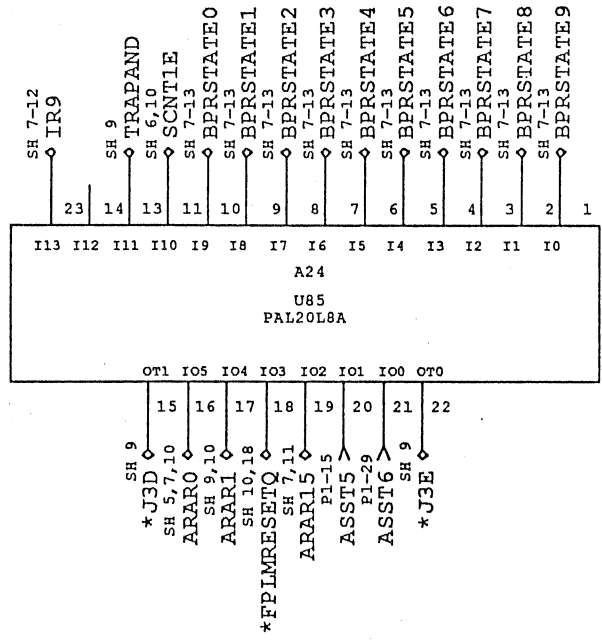 SH 7-12
IR9
SH 9
TRAPAND
SH 6,10
SCNT1E
SH 7-13
BPRSTATE0
SH 7-13
BPRSTATE1
SH 7-13
BPRSTATE2
SH 7-13
BPRSTATE3
SH 7-13
BPRSTATE4
SH 7-13
BPRSTATE5
SH 7-13
BPRSTATE6
SH 7-13
BPRSTATE7
SH 7-13
BPRSTATE8
SH 7-13
BPRSTATE9
23 14 13 11 10 9 8 7 6 5 4 3 2 1
I13 I12 I11 I10 I9 I8 I7 I6 I5 I4 I3 I2 I1 I0
A24
U85
PAL20L8A
OT1 IO5 IO4 IO3 IO2 IO1 IO0 OT0
15 16 17 18 19 20 21 22
SH 9
*J3D
SH 5,7,10
ARAR0
SH 9,10
ARAR1
SH 10,18
*FPLMRESETQ
SH 7,11
ARAR15
P1-15
ASST5
P1-29
ASST6
SH 9
*J3E